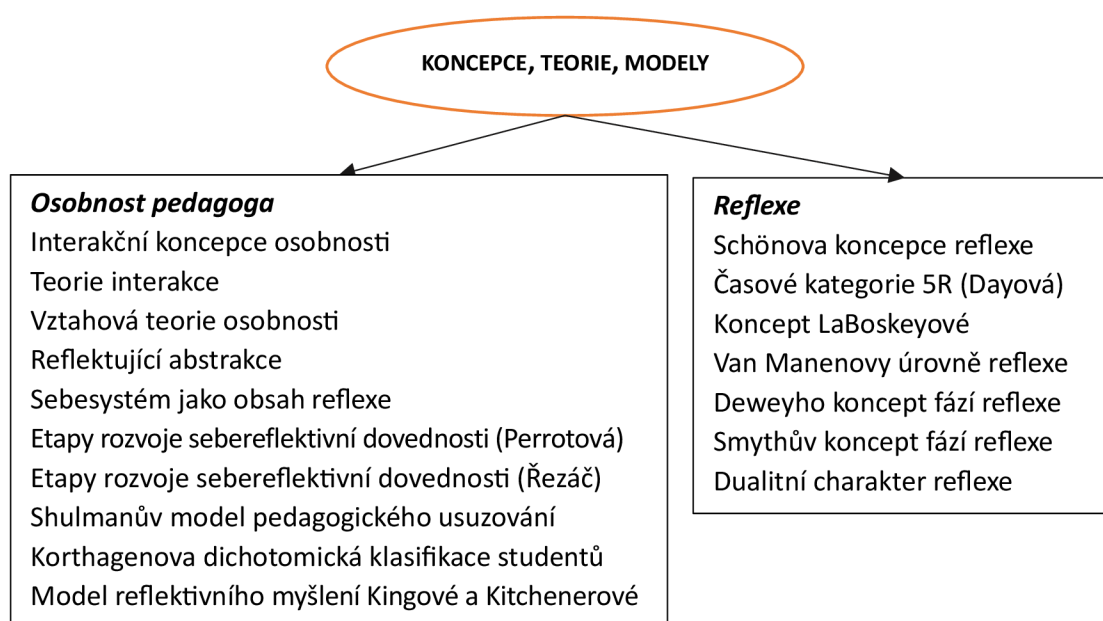 KONCEPCE, TEORIE, MODELY
Osobnost pedagoga
Interakční koncepce osobnosti
Teorie interakce
Vztahová teorie osobnosti
Reflektující abstrakce
Sebesystém jako obsah reflexe
Etapy rozvoje sebereflektivní dovednosti (Perrotová)
Etapy rozvoje sebereflektivní dovednosti (Řezáč)
Shulmanův model pedagogického usuzování
Korthagenova dichotomická klasifikace studentů
Model reflektivního myšlení Kingové a Kitchenerové
Reflexe
Schönova koncepce reflexe
Časové kategorie 5R (Dayová)
Koncept LaBoskeyové
Van Manenovy úrovně reflexe
Deweyho koncept fází reflexe
Smythův koncept fází reflexe
Dualitní charakter reflexe